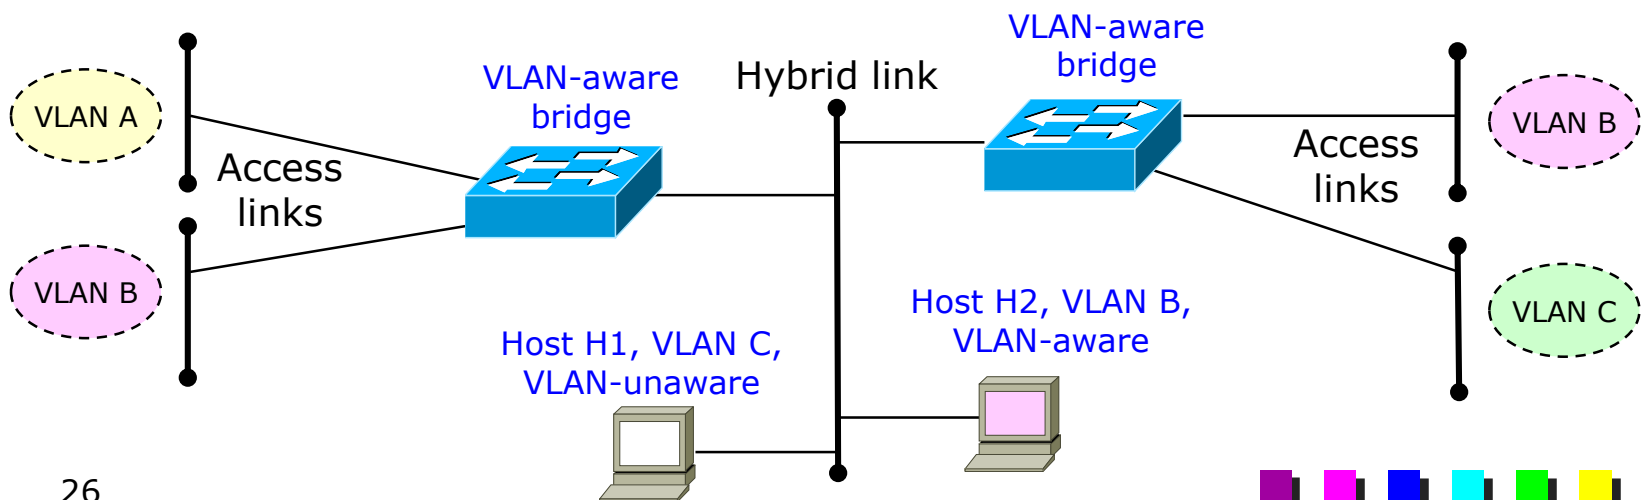 VLAN A
VLAN B
Access
links
VLAN-aware
bridge
Hybrid link
VLAN-aware
bridge
Access
links
VLAN B
VLAN C
Host H1, VLAN C,
VLAN-unaware
Host H2, VLAN B,
VLAN-aware
26